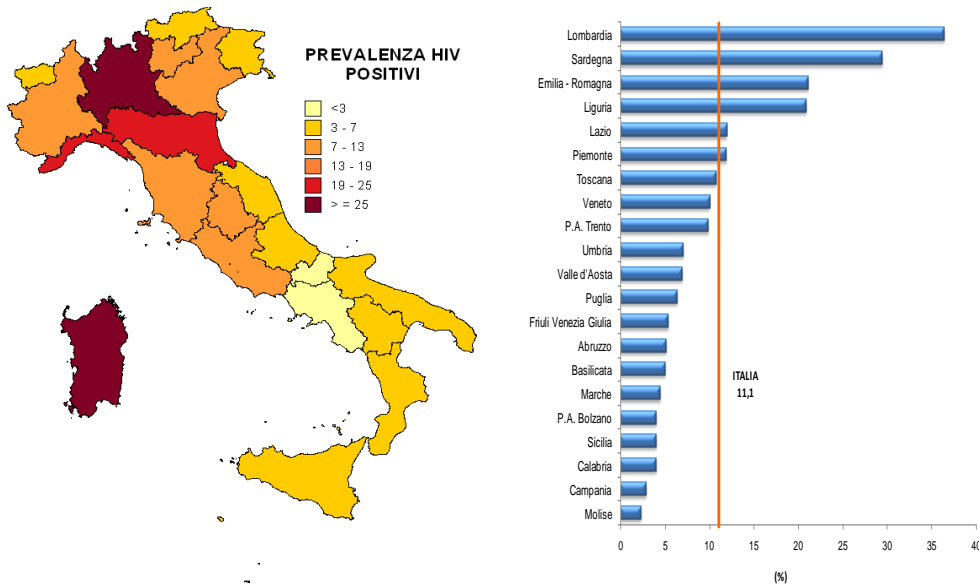 PREVALENZA HIV
POSITIVI
<3
3 - 7
7 - 13
13 - 19
19 - 25
> = 25
Lombardia
Sardegna
Emilia - Romagna
Liguria
Lazio
Piemonte
Toscana
Veneto
P.A. Trento
Umbria
Valle d'Aosta
Puglia
Friuli Venezia Giulia
Abruzzo
Basilicata
Marche
P.A. Bolzano
Sicilia
Calabria
Campania
Molise
ITALIA
11,1
0 5 10 15 20 25 30 35 40
(%)